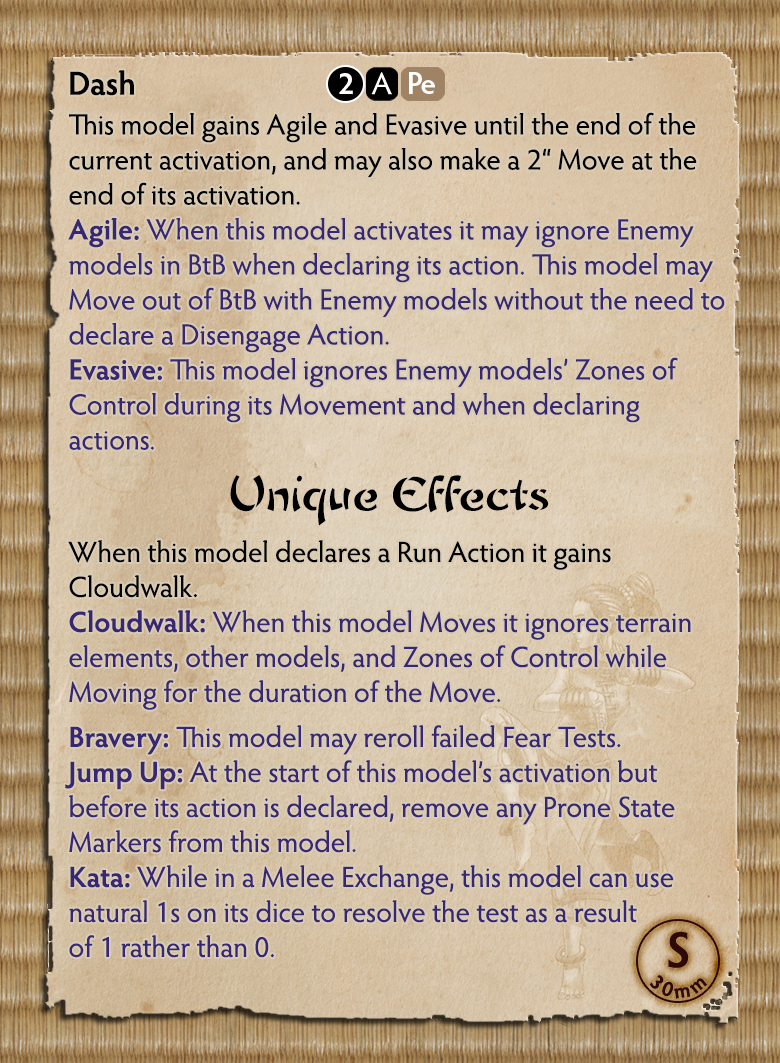 Dash 2 A Pe
This model gains Agile and Evasive until the end of the
current activation, and may also make a 2“ Move at the
end of its activation.
Agile: When this model activates it may ignore Enemy
models in BtB when declaring its action. This model may
Move out of BtB with Enemy models without the need to
declare a Disengage Action.
Evasive: This model ignores Enemy models’ Zones of
Control during its Movement and when declaring
actions.
Unique Effects
When this model declares a Run Action it gains
Cloudwalk.
Cloudwalk: When this model Moves it ignores terrain
elements, other models, and Zones of Control while
Moving for the duration of the Move.
Bravery: This model may reroll failed Fear Tests.
Jump Up: At the start of this model’s activation but
before its action is declared, remove any Prone State
Markers from this model.
Kata: While in a Melee Exchange, this model can use
natural 1s on its dice to resolve the test as a result
of 1 rather than 0.
S
30mm